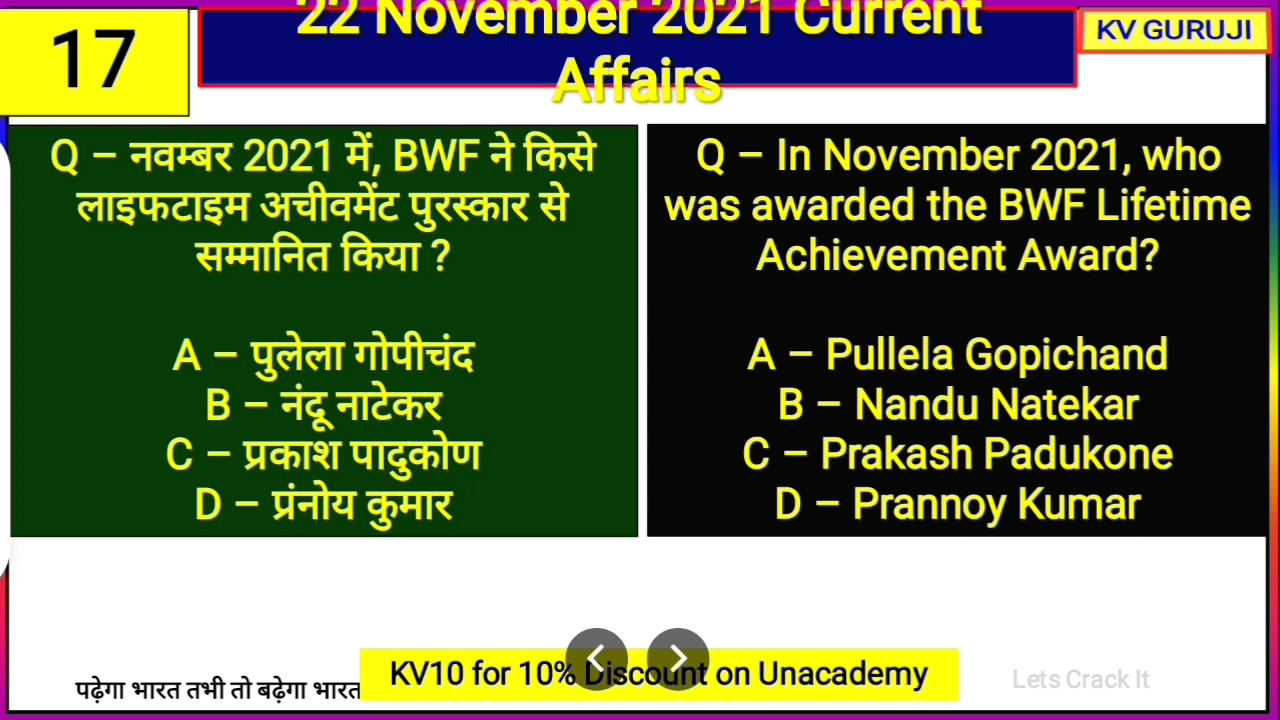 17
22 November 2021 Current
Affairs
KV GURUJI
Q – नवम्बर 2021 में, BWF ने किसे
लाइफटाइम अचीवमेंट पुरस्कार से
सम्मानित किया ?
A – पुलेला गोपीचंद
B – नंदू नाटेकर
C – प्रकाश पादुकोण
D – प्रंनोय कुमार
Q – In November 2021, who
was awarded the BWF Lifetime
Achievement Award?
A – Pullela Gopichand
B – Nandu Natekar
C – Prakash Padukone
D – Prannoy Kumar
पढ़ेगा भारत तभी तो बढ़ेगा भारत
KV10 for 10% Discount on Unacademy
Lets Crack It